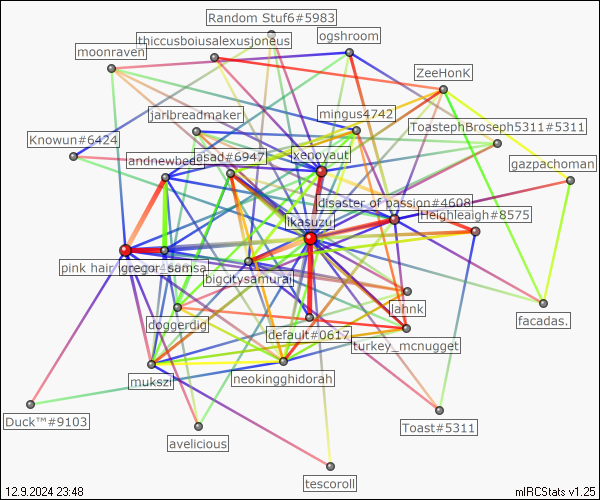 Random Stuf6#5983
thiccusboiusalexusjoneus
ogshroom
moonraven
ZeeHonK
jarlbreadmaker
mingus4742
ToastephBroseph5311#5311
Knowun#6424
andnewbee
asad#6947
xenoyaut
gazpachoman
disaster of passion#4608
likasuzu
Heighleaigh#8575
pink hair
gregor_samsa
bigcitysamurai
lahnk
facadas.
doggerdig
default#0617
turkey_mcnugget
mukszi
neokingghidorah
Duck™#9103
Toast#5311
avelicious
tescoroll
12.9.2024 23:48
mIRCStats v1.25